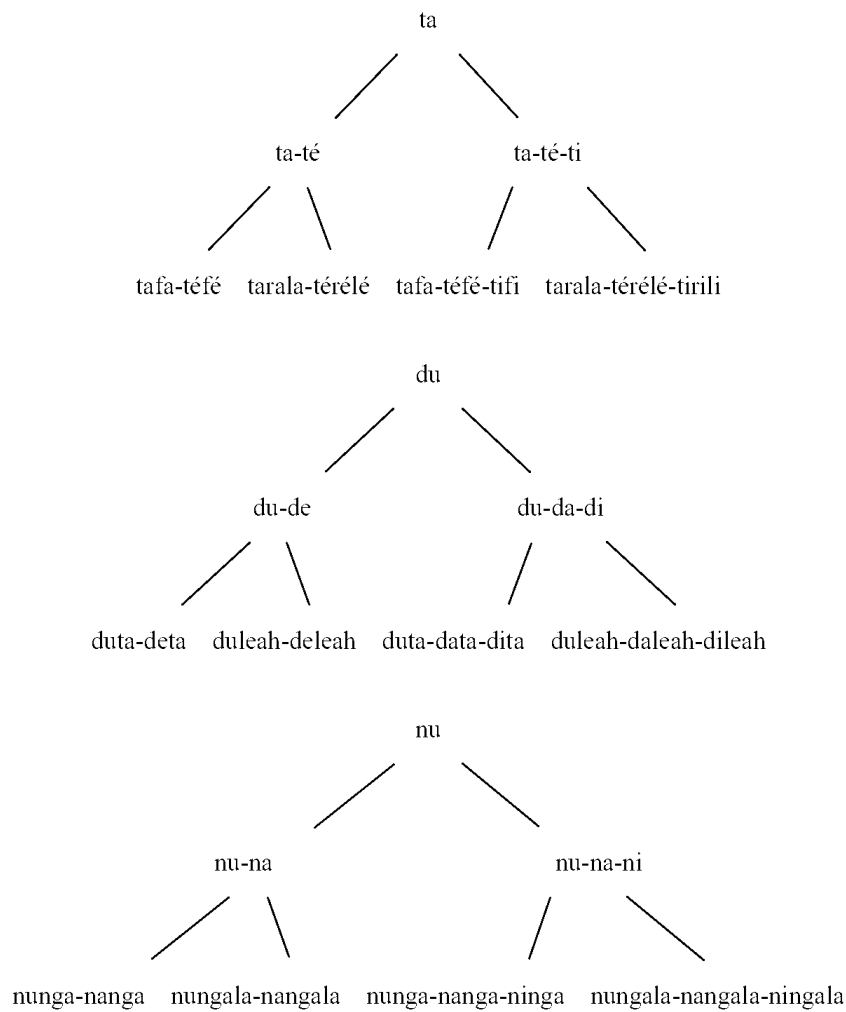 ta
ta-té ta-té-ti
tafa-téfé tarala-térélé tafa-téfé-tifi tarala-térélé-tirili
du
du-de du-da-di
duta-deta duleah-deleah duta-data-dita duleah-daleah-dileah
nu
nu-na nu-na-ni
nunga-nanga nungala-nangala nunga-nanga-ninga nungala-nangala-ningala